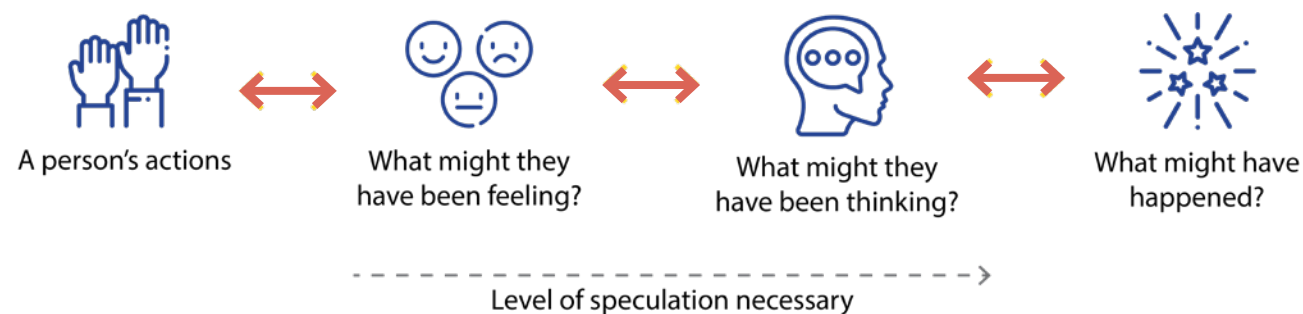 A person's actions
What might they
have been feeling?
What might they
have been thinking?
What might have
happened?
Level of speculation necessary